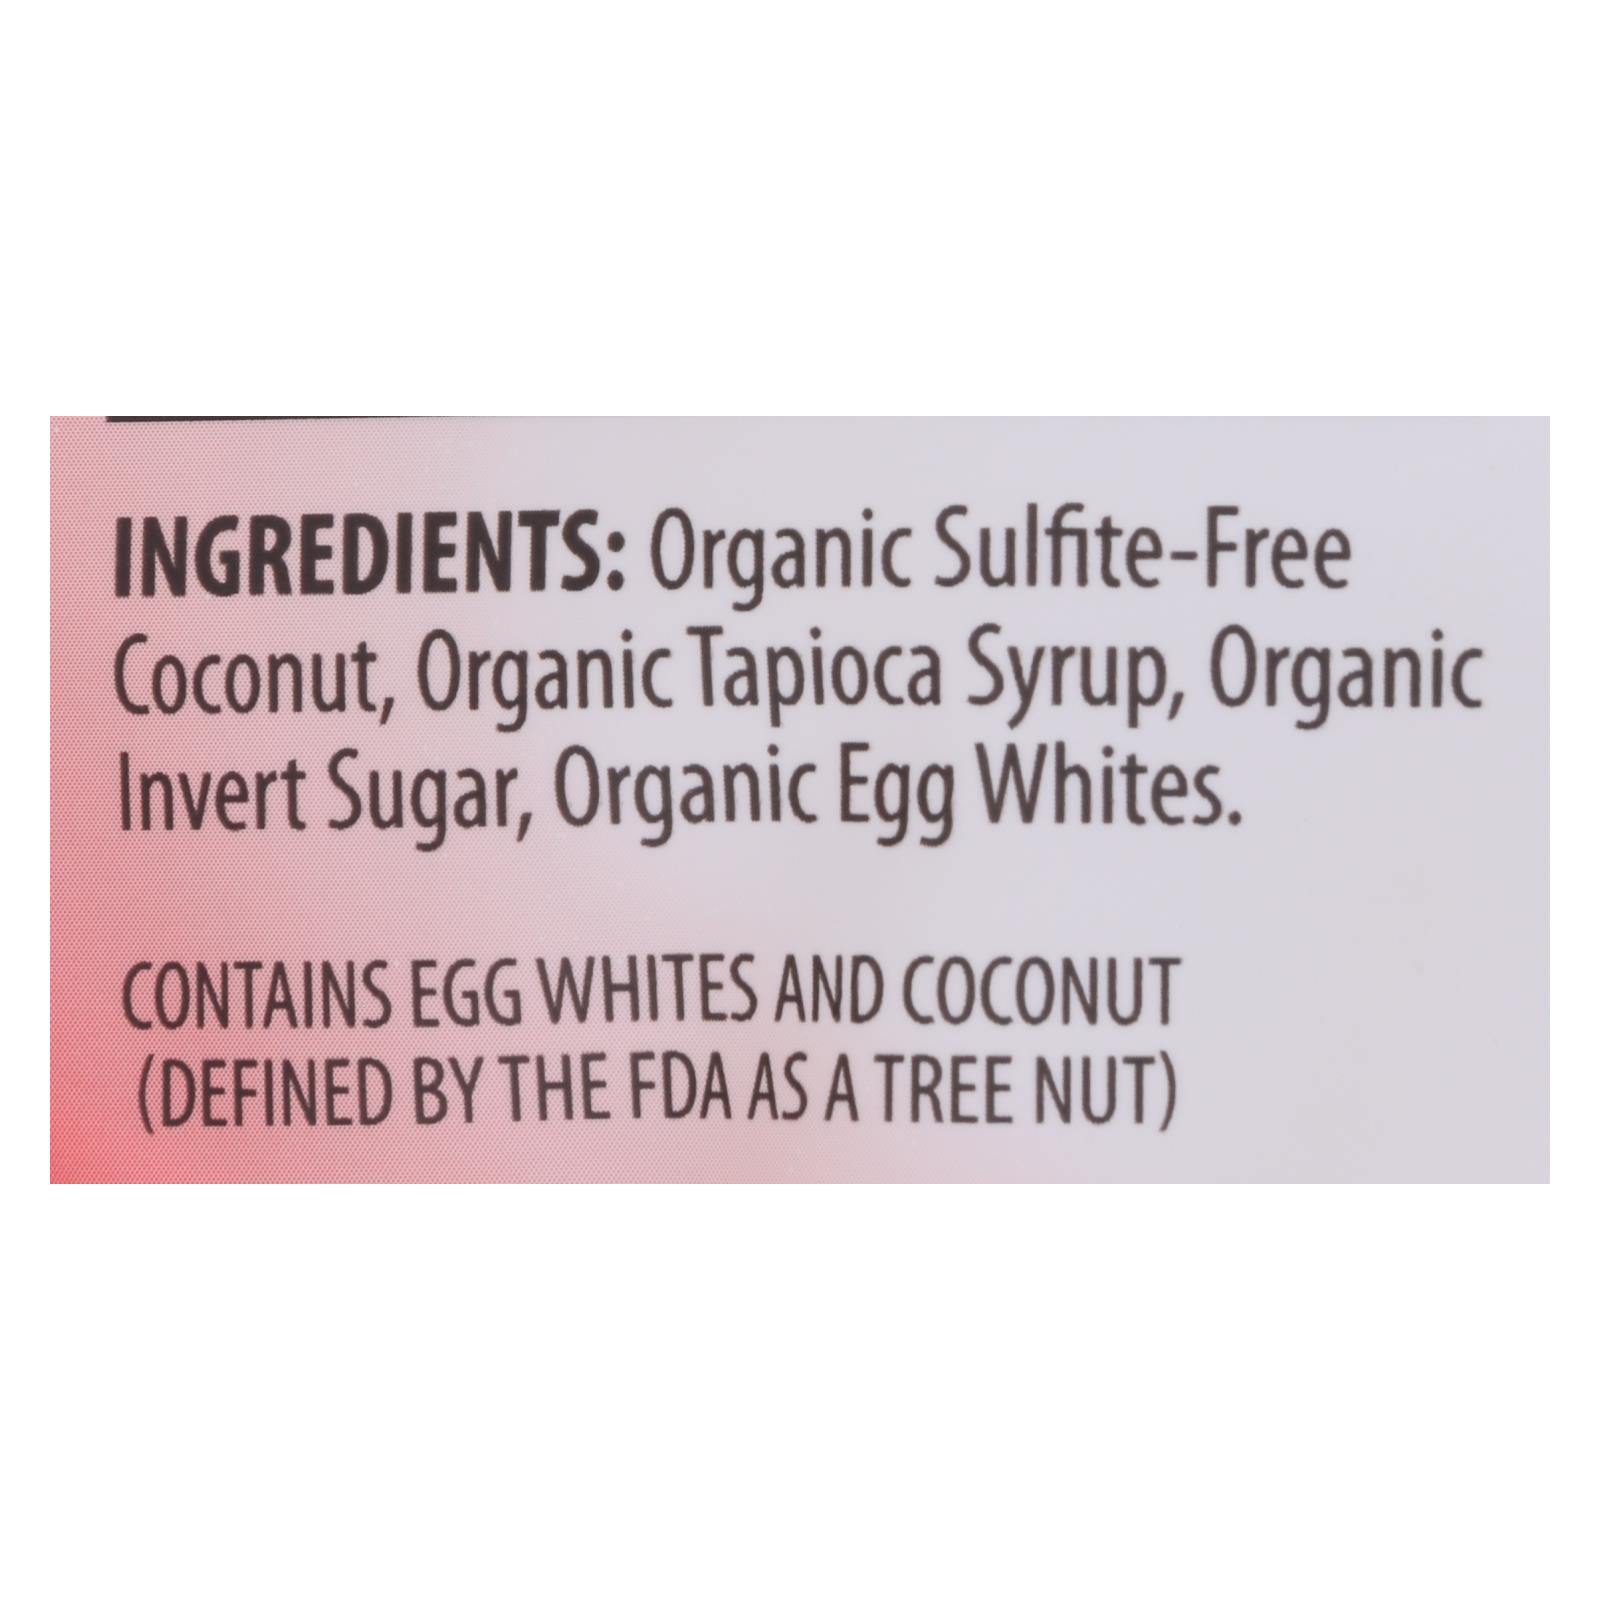 INGREDIENTS: Organic Sulfite-Free
Coconut, Organic Tapioca Syrup, Organic
Invert Sugar, Organic Egg Whites.
CONTAINS EGG WHITES AND COCONUT
(DEFINED BY THE FDA AS A TREE NUT)